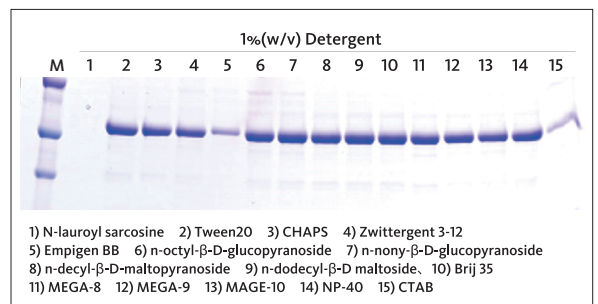 1%(w/v) Detergent
M 1 2 3 4 5 6 7 8 9 10 11 12 13 14 15
1) N-lauroyl sarcosine 2) Tween20 3) CHAPS 4) Zwittergent 3-12
5) Empigen BB 6) n-octyl-β-D-glucopyranoside 7) n-nony-β-D-glucopyranoside
8) n-decyl-β-D-maltopyranoside 9) n-dodecyl-β-D maltoside、10) Brij 35
11) MEGA-8 12) MEGA-9 13) MAGE-10 14) NP-40 15) CTAB